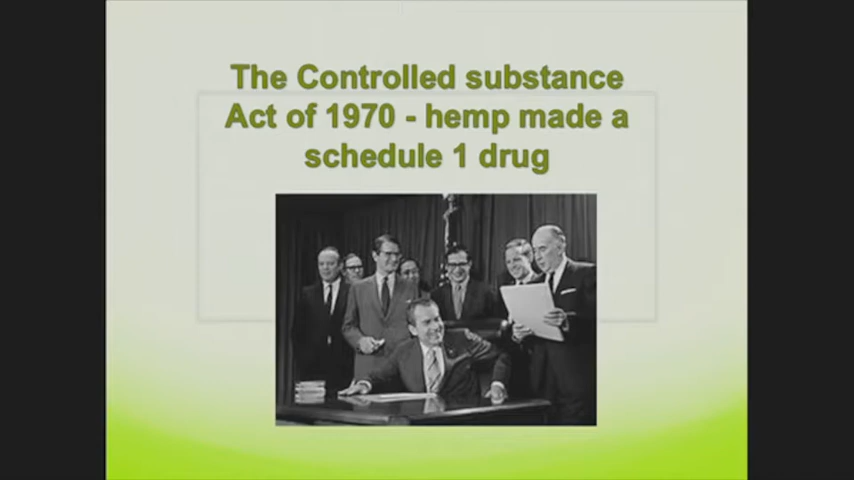 The Controlled substance
Act of 1970 - hemp made a
schedule 1 drug